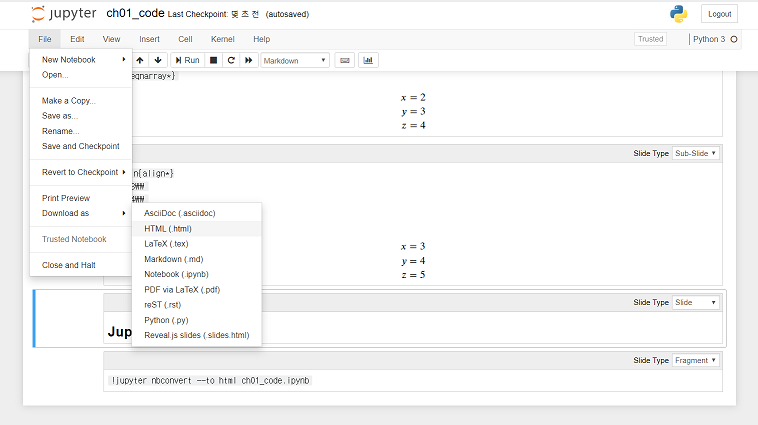 jupyter ch01_code Last Checkpoint: 몇 초 전 (autosaved)
Logout
File Edit View Insert Cell Kernel Help
Trusted Python 3
New Notebook
Open...
Make a Copy...
Save as...
Rename...
Save and Checkpoint
Revert to Checkpoint
Print Preview
Download as
Trusted Notebook
Close and Halt
AsciiDoc (.asciidoc)
HTML (.html)
LaTeX (.tex)
Markdown (.md)
Notebook (.ipynb)
PDF via LaTeX (.pdf)
reST (.rst)
Python (.py)
Reveal.js slides (.slides.html)
Run
Markdown
eqnarray*}
x = 2
y = 3
z = 4
Slide Type Sub-Slide
n{align*}
x = 3
y = 4
z = 5
Slide Type Slide
Jup
Slide Type Fragment
!jupyter nbconvert --to html ch01_code.ipynb